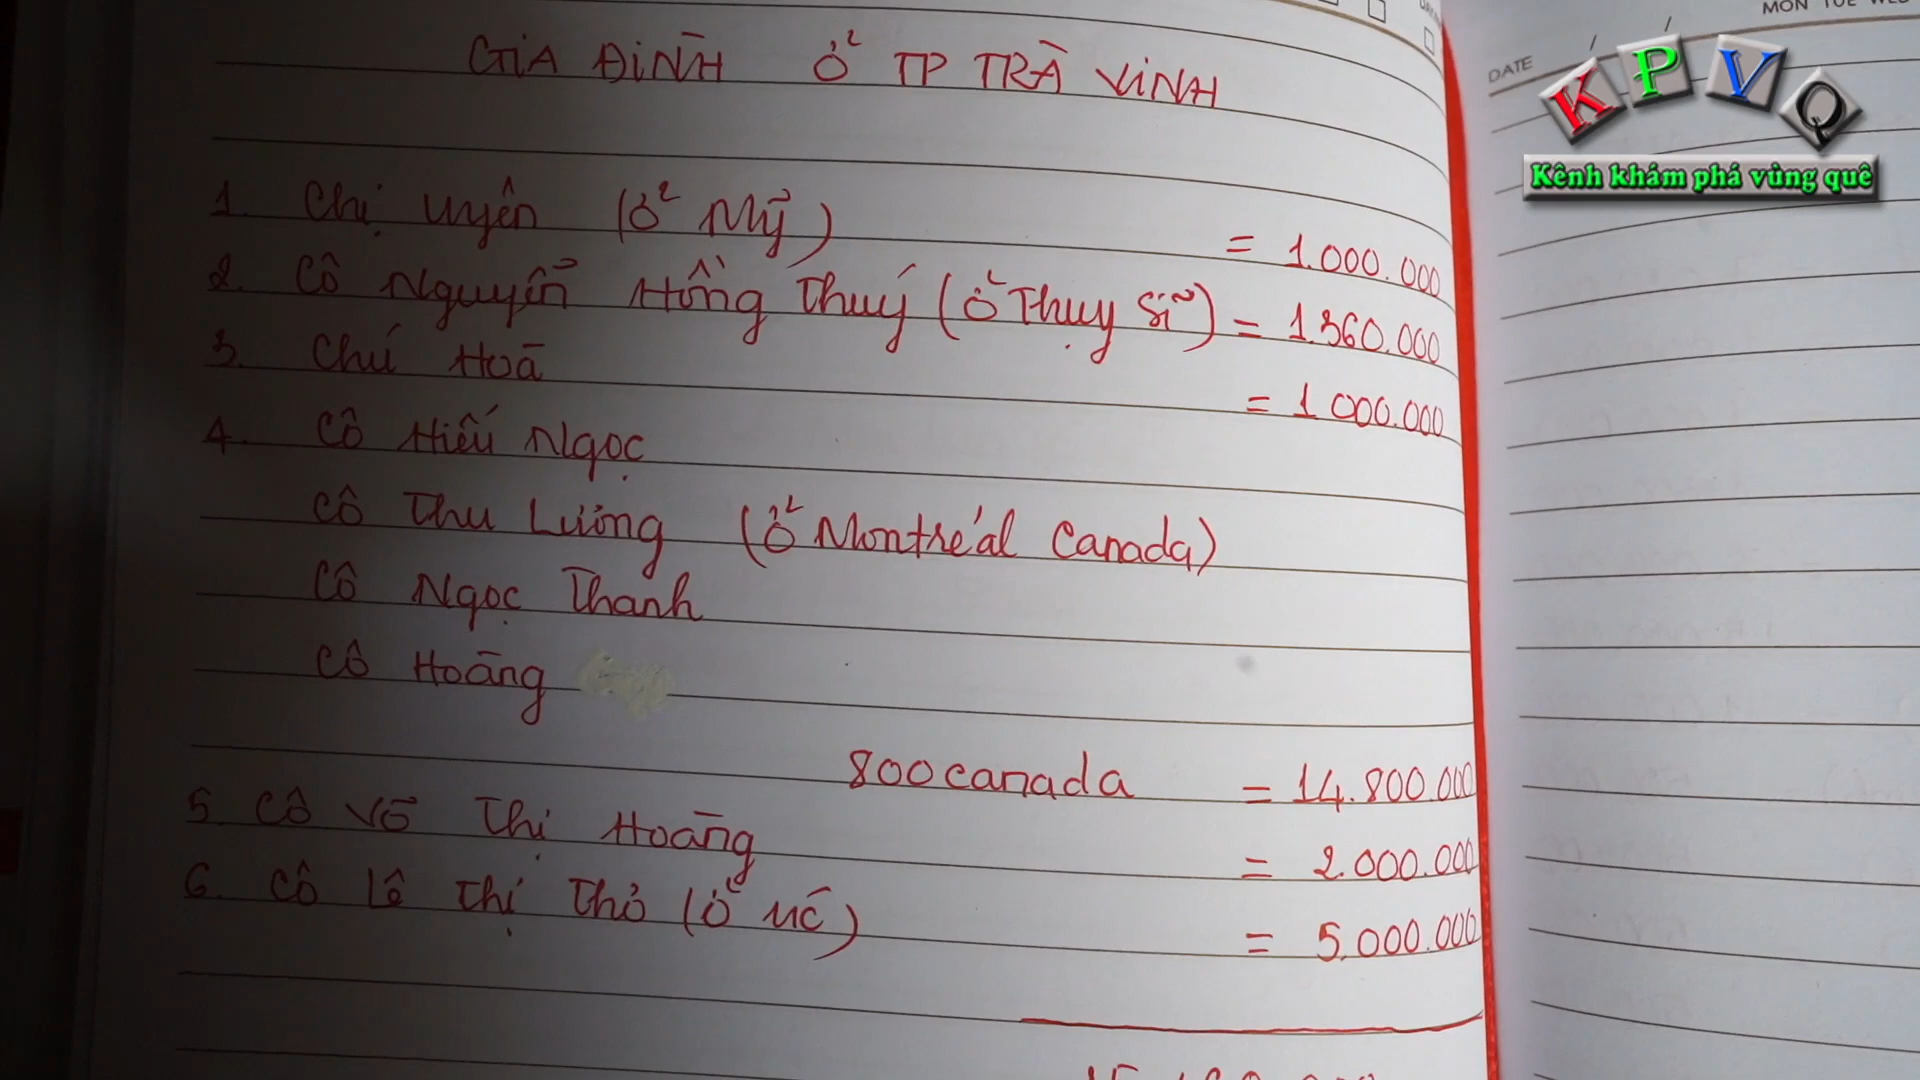 GIA ĐÌNH Ở TP TRÀ VINH
1. Chị Uyên (Ở Mỹ) = 1.000.000
2. Cô Nguyễn Hồng Thuý (Ở Thụy Sĩ) = 1.360.000
3. Chú Hoà = 1 000.000
4. Cô Hiếu Ngọc
Cô Thu Lương (Ở Montréal Canada)
Cô Ngọc Thanh
Cô Hoàng
800 canada = 14.800.000
5 Cô Võ Thị Hoàng = 2.000.000
6. Cô Lê Thị Thỏ (Ở Úc) = 5.000.000
DATE
MON TUE WED
K P V Q
Kênh khám phá vùng quê